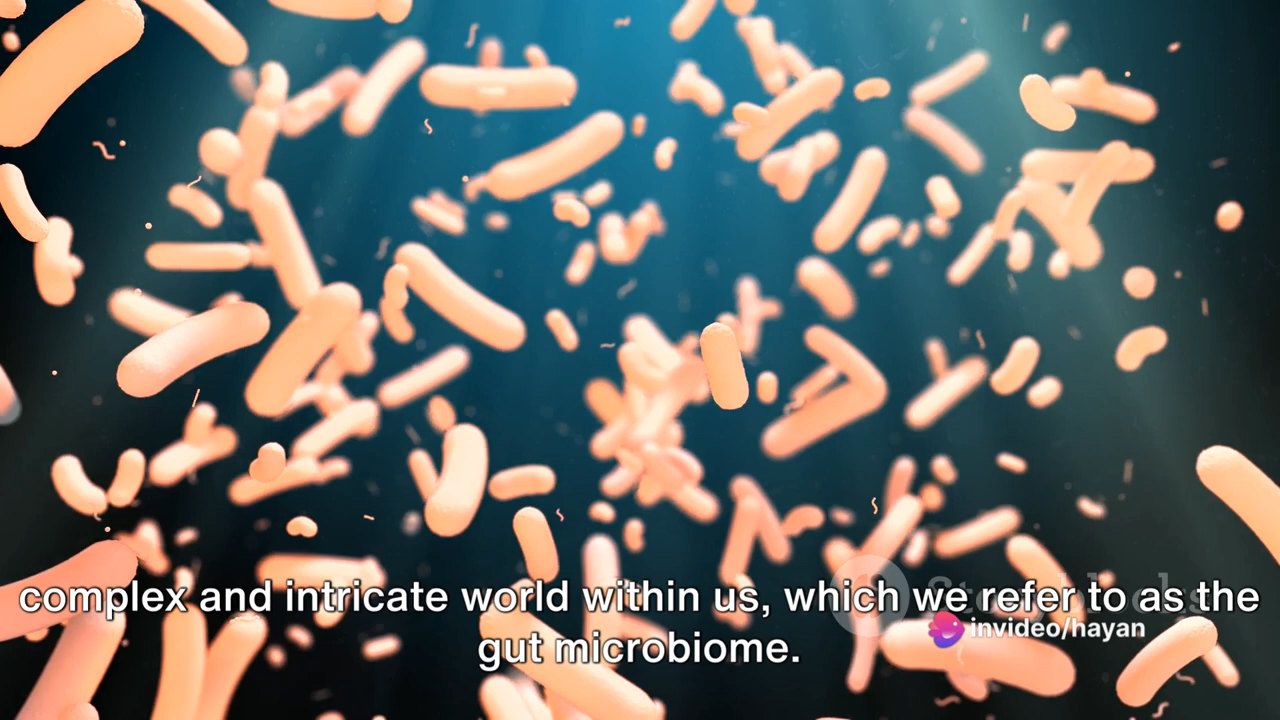 complex and intricate world within us, which we refer to as the
gut microbiome.
invideo/hayan